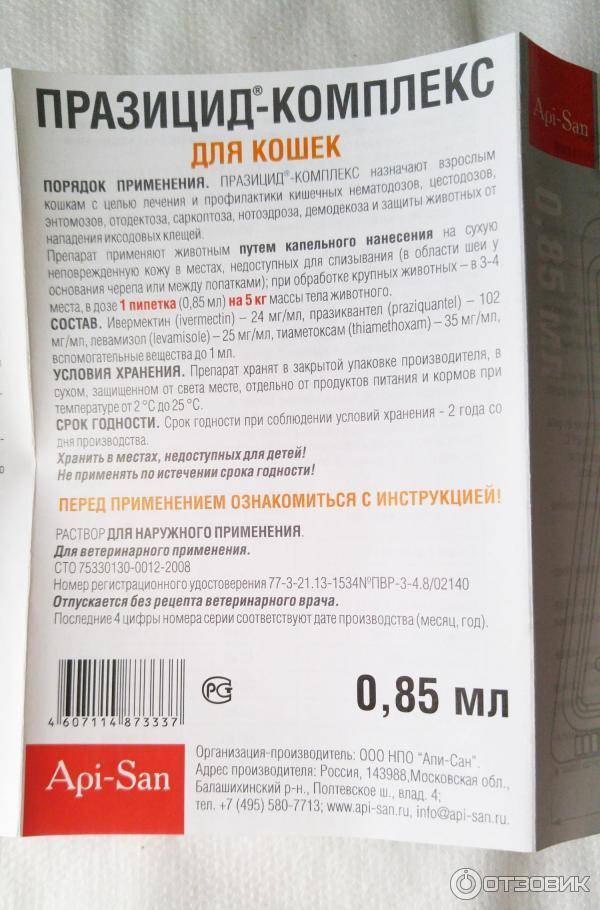 ПРАЗИЦИД®-КОМПЛЕКС
ДЛЯ КОШЕК
ПОРЯДОК ПРИМЕНЕНИЯ. ПРАЗИЦИД®-КОМПЛЕКС назначают взрослым
кошкам с целью лечения и профилактики кишечных нематодозов, цестодозов,
энтомозов, отодектоза, саркоптоза, нотоэдроза, демодекоза и защиты животных от
нападения иксодовых клещей.
Препарат применяют животным путем капельного нанесения на сухую
неповрежденную кожу в местах, недоступных для слизывания (в области шеи у
основания черепа или между лопатками); при обработке крупных животных – в 3-4
места, в дозе 1 пипетка (0,85 мл) на 5 кг массы тела животного.
СОСТАВ. Ивермектин (ivermectin) – 24 мг/мл, празиквантел (praziquantel) – 102
мг/мл, левамизол (levamisole) – 25 мг/мл, тиаметоксам (thiamethoxam) – 35 мг/мл,
вспомогательные вещества до 1 мл.
УСЛОВИЯ ХРАНЕНИЯ. Препарат хранят в закрытой упаковке производителя, в
сухом, защищенном от света месте, отдельно от продуктов питания и кормов при
температуре от 2 °С до 25 °С.
СРОК ГОДНОСТИ. Срок годности при соблюдении условий хранения - 2 года со
дня производства.
Хранить в местах, недоступных для детей!
Не применять по истечении срока годности!
ПЕРЕД ПРИМЕНЕНИЕМ ОЗНАКОМИТЬСЯ С ИНСТРУКЦИЕЙ!
РАСТВОР ДЛЯ НАРУЖНОГО ПРИМЕНЕНИЯ.
Для ветеринарного применения.
СТО 75330130-0012-2008
Номер регистрационного удостоверения 77-3-21.13-1534№ПВР-3-4.8/02140
Отпускается без рецепта ветеринарного врача.
Последние 4 цифры номера серии соответствуют дате производства (месяц, год).
4 607114 873337
РСТ
0,85 мл
Api-San
Организация-производитель: ООО НПО "Апи-Сан".
Адрес производителя: Россия, 143988,Московская обл.,
Балашихинский р-н, Полтевское ш., влад. 4;
тел. +7 (495) 580-7713; www.api-san.ru, info@api-san.ru.
Api-San
0,85 мл
ОТЗОВИК